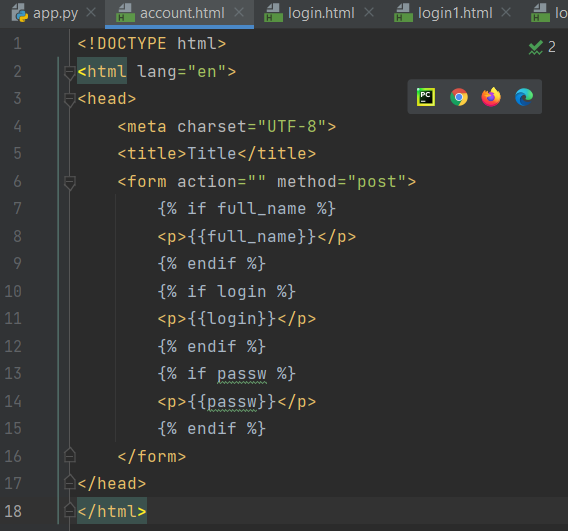 app.py account.html login.html login1.html lo
1 <!DOCTYPE html> 2
2 <html lang="en">
3 <head>
PC
4 <meta charset="UTF-8">
5 <title>Title</title>
6 <form action="" method="post">
7 {% if full_name %}
8 <p>{{full_name}}</p>
9 {% endif %}
10 {% if login %}
11 <p>{{login}}</p>
12 {% endif %}
13 {% if passw %}
14 <p>{{passw}}</p>
15 {% endif %}
16 </form>
17 </head>
18 </html>